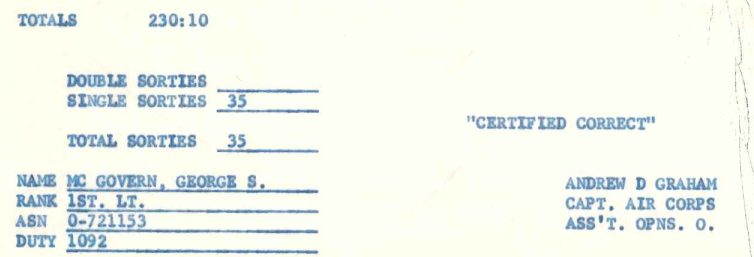 TOTALS 230:10
DOUBLE SORTIES
SINGLE SORTIES 35
"CERTIFIED CORRECT"
TOTAL SORTIES 35
NAME MC GOVERN, GEORGE S.
RANK 1ST. LT.
ASN 0-721153
DUTY 1092
ANDREW D GRAHAM
CAPT. AIR CORPS
ASS'T. OPNS. O.